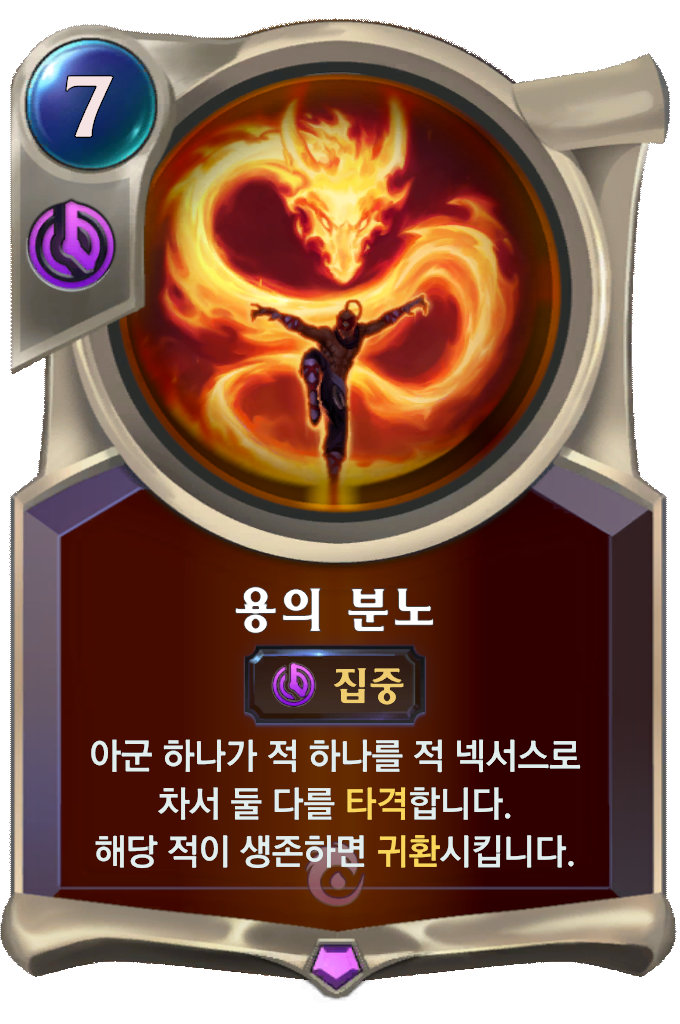 7
용의 분노
집중
아군 하나가 적 하나를 적 넥서스로
차서 둘 다를 타격합니다.
해당 적이 생존하면 귀환시킵니다.